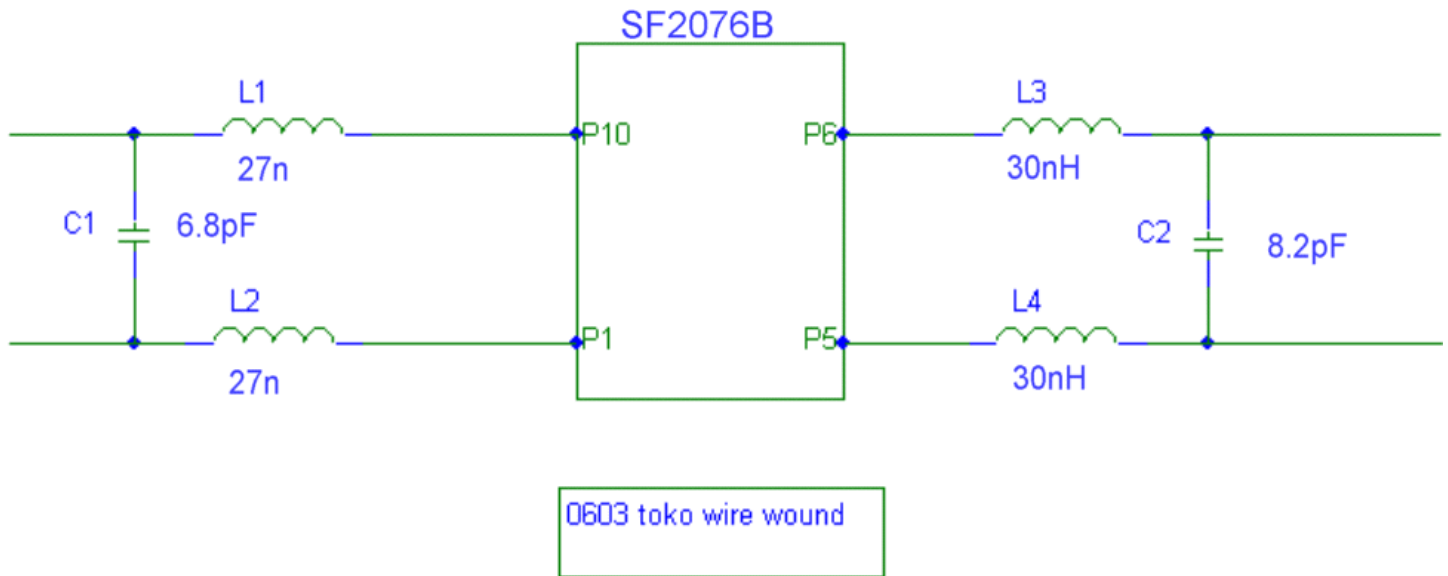 SF2076B
L1
27n
P10
P6
L3
30nH
C1
6.8pF
C2
8.2pF
L2
27n
P1
P5
L4
30nH
0603 toko wire wound